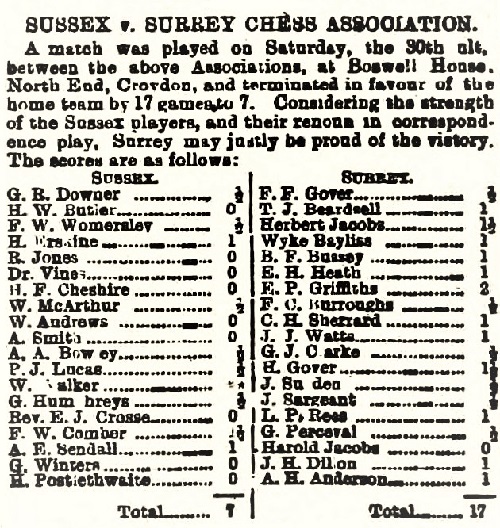 SUSSEX v. SURREY CHESS ASSOCIATION.
A match was played on Saturday, the 30th ult.
between the above Associations, at Boswell House,
North End, Croydon, and terminated in favour of the
home team by 17 games to 7. Considering the strength
of the Sussex players, and their renown in correspond-
ence play, Surrey may justly be proud of the victory.
The scores are as follows:
SUSSEX.
G. R. Downer ½
H. W. Butler 0
F. W. Womersley ½
H. Erskine 1
R. Jones 0
Dr. Vines 0
H. F. Cheshire 0
W. McArthur ½
W. Andrews 0
A. Smith 0
A. A. Bowley
P. J. Lucas
W. Walker
G. Humphreys
Rev. E. J. Crosse 0
F. W. Comber
A. E. Sendall 1
G. Winters 0
H. Postlethwaite 0
Total 7
SURREY.
F. F. Gover ½
T. J. Beardsell 1
Herbert Jacobs 1½
Wyke Bayliss 1
B. F. Bussey 1
E. H. Heath 1
E. P. Griffiths 2
F. C. Burroughs
C. H. Sherrard 1
J. J. Watts 1
G. J. Clarke
H. Gover
J. Su den
J. Sargeant
L. P. Rees 1
G. Perceval ½
Harold Jacobs 0
J. H. Dillon 1
A. H. Anderson 1
Total 17